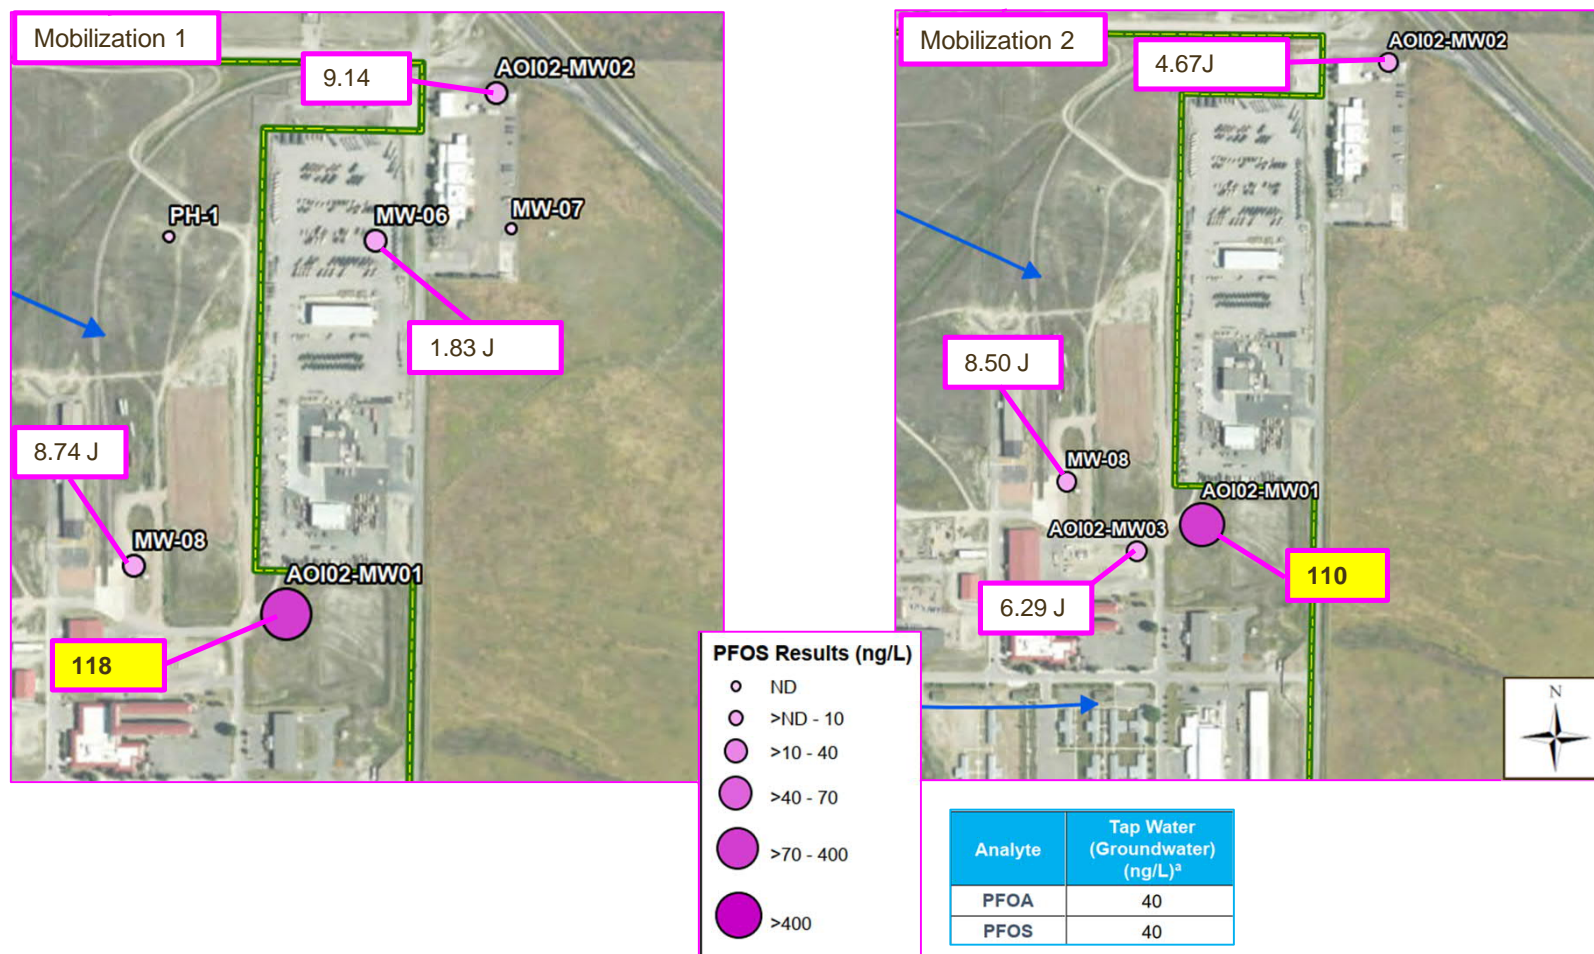 Mobilization 1
9.14
AOI02-MW02
PH-1
MW-06
MW-07
1.83 J
8.74 J
MW-08
AOI02-MW01
118
Mobilization 2
4.67J
AOI02-MW02
8.50 J
MW-08
AOI02-MW01
AOI02-MW03
110
6.29 J
N
PFOS Results (ng/L)
ND
>ND - 10
>10 - 40
>40 - 70
>70 - 400
>400
Analyte
Tap Water
(Groundwater)
(ng/L)ª
PFOA 40
PFOS 40